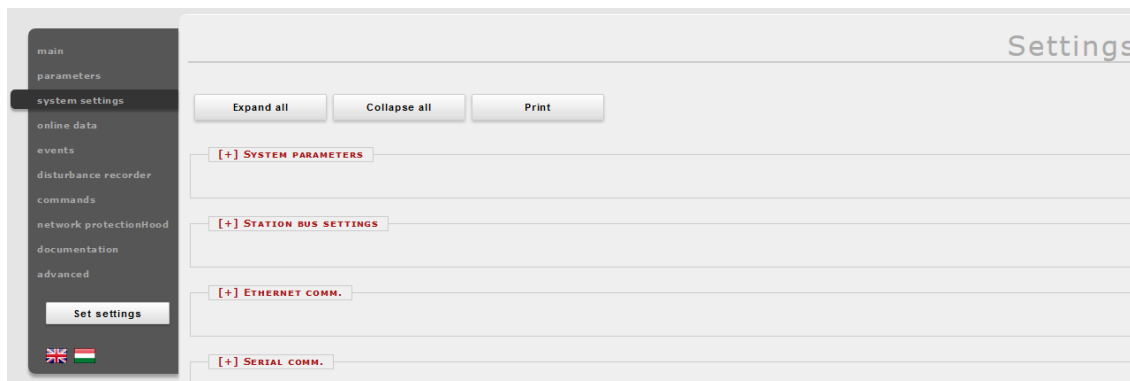 Settings
main
parameters
system settings
online data
events
disturbance recorder
commands
network protectionHood
documentation
advanced
Set settings
Expand all
Collapse all
Print
[+] System parameters
[+] Station bus settings
[+] Ethernet comm.
[+] Serial comm.